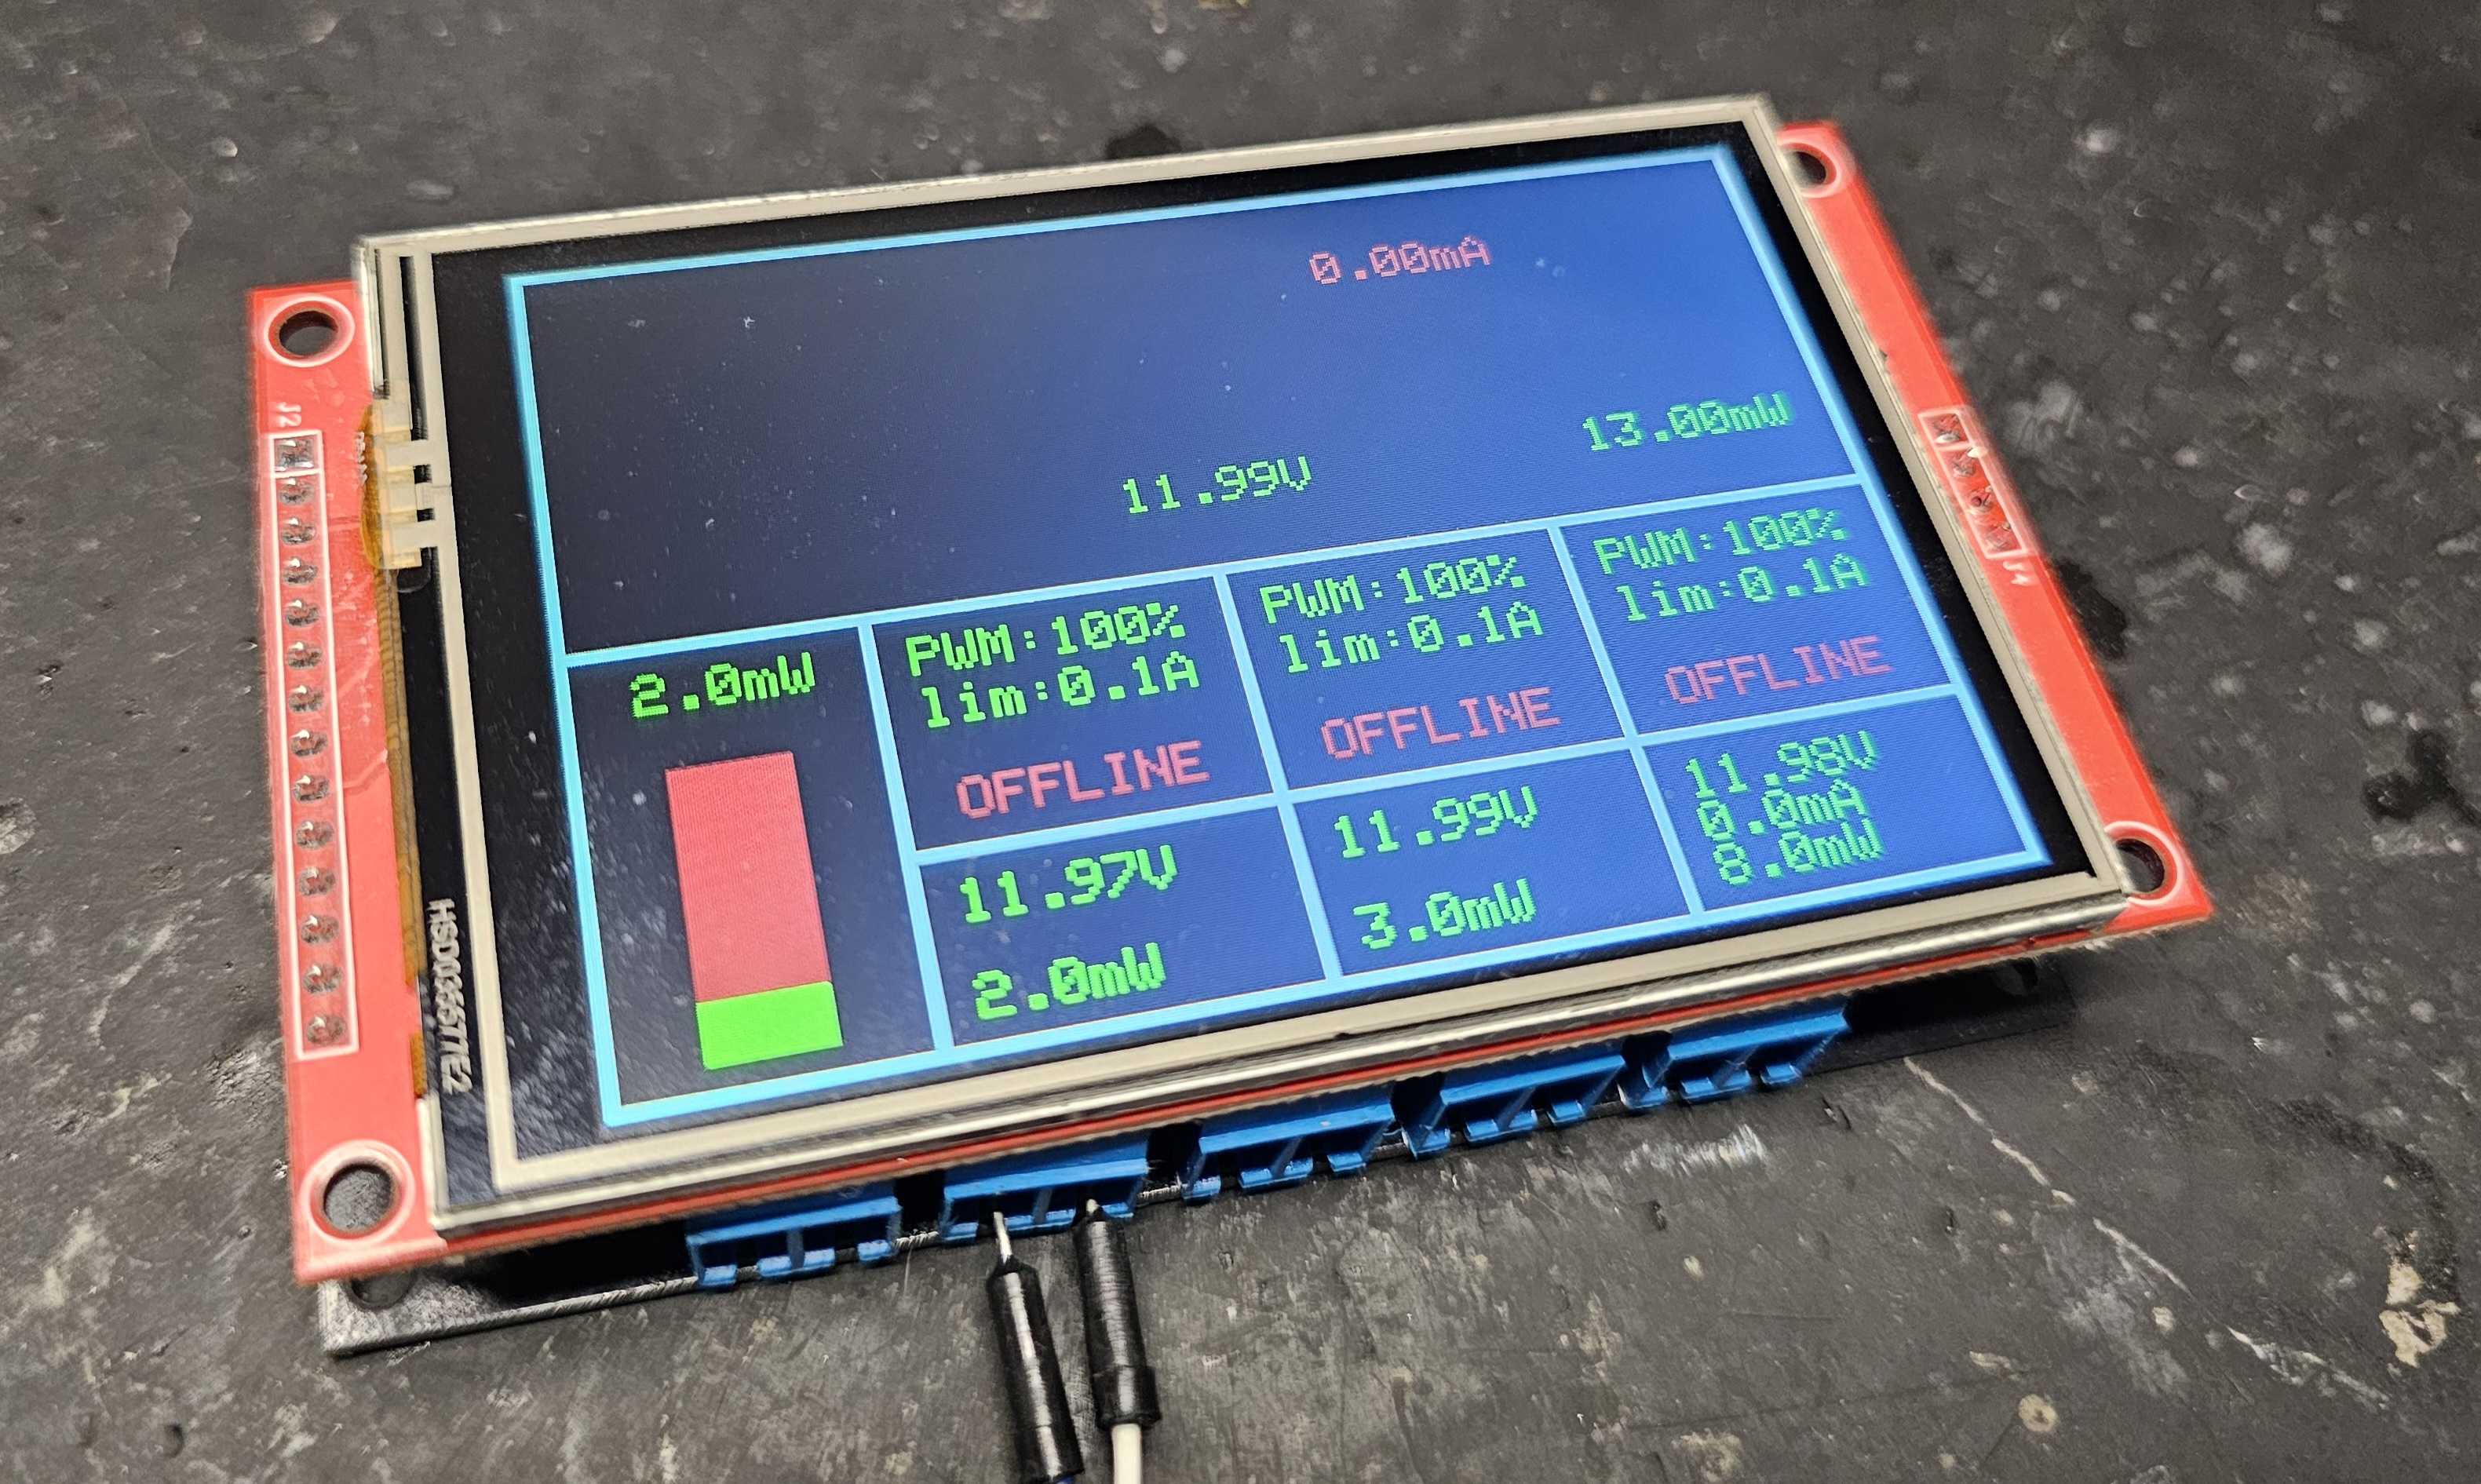 0.00mA
13.00mW
11.99V
2.0mW
PWM:100%
lim:0.1A
OFFLINE
PWM:100%
lim:0.1A
OFFLINE
PWM:100%
lim:0.1A
OFFLINE
11.97V
2.0mW
11.99V
3.0mW
11.98V
0.0mA
8.0mW
J2
J4